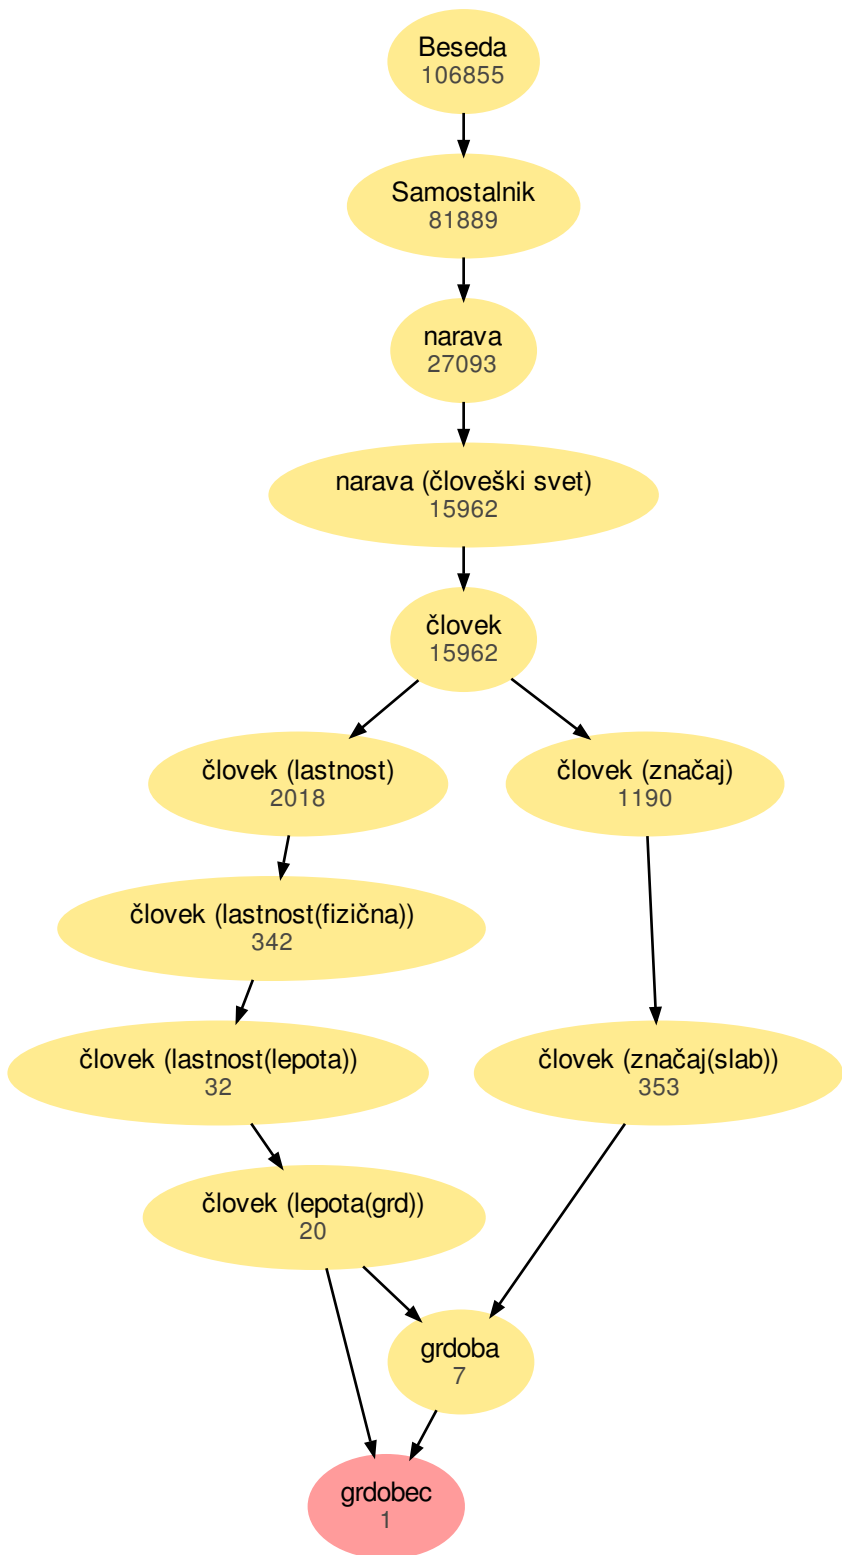 Beseda
106855
Samostalnik
81889
narava
27093
narava (človeški svet)
15962
človek
15962
človek (lastnost)
2018
človek (značaj)
1190
človek (lastnost(fizična))
342
človek (lastnost(lepota))
32
človek (značaj(slab))
353
človek (lepota(grd))
20
grdoba
7
grdobec
1